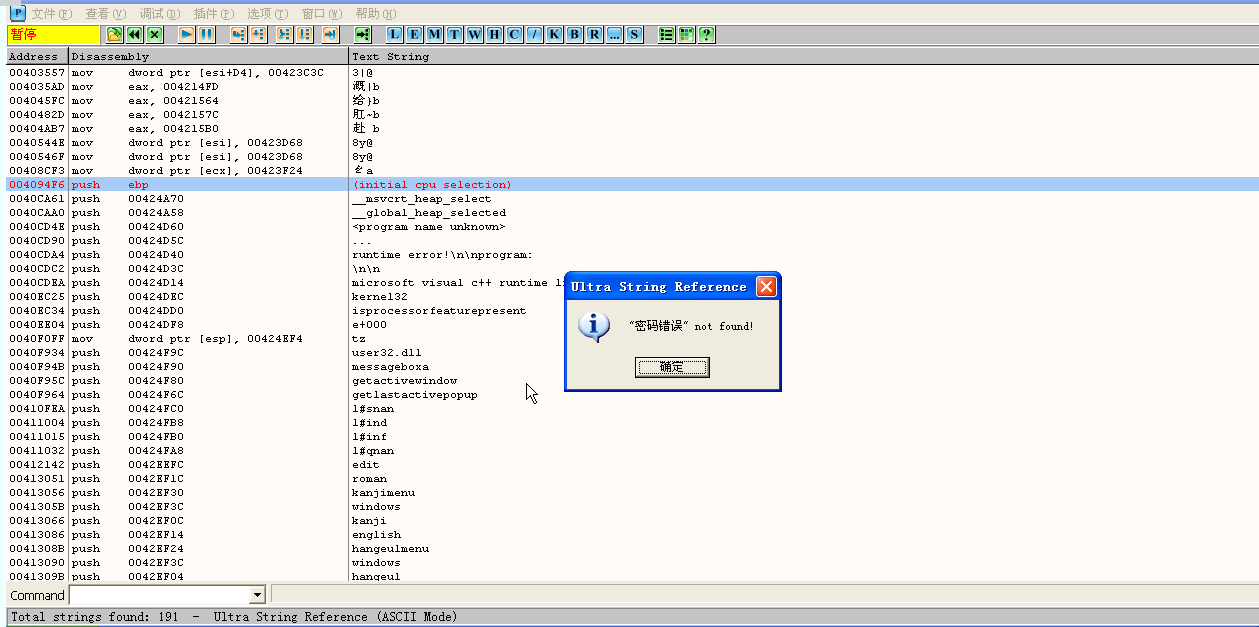 文件(F) 查看(V) 调试(D) 插件(P) 选项(T) 窗口(W) 帮助(H)
暂停 L E M T W H C / K B R ... S ?
Address Disassembly Text String
00403557 mov dword ptr [esi+D4], 00423C3C 3|@
004035AD mov eax, 004214FD 溉|b
004045FC mov eax, 00421564 给}b
0040482D mov eax, 0042157C 肛~b
00404AB7 mov eax, 004215B0 赴 b
0040544E mov dword ptr [esi], 00423D68 8y@
0040546F mov dword ptr [esi], 00423D68 8y@
00408CF3 mov dword ptr [ecx], 00423F24 a
004094F6 push ebp (initial cpu selection)
0040CA61 push 00424A70 __msvcrt_heap_select
0040CAA0 push 00424A58 __global_heap_selected
0040CD4E push 00424D60 <program name unknown>
0040CD90 push 00424D5C ...
0040CDA4 push 00424D40 runtime error!\n\nprogram:
0040CDC2 push 00424D3C \n\n
0040CDEA push 00424D14 microsoft visual c++ runtime l
0040EC25 push 00424DEC kernel32
0040EC34 push 00424DD0 isprocessorfeaturepresent
0040EE04 push 00424DF8 e+000
0040F0FF mov dword ptr [esp], 00424EF4 tz
0040F934 push 00424F9C user32.dll
0040F94B push 00424F90 messageboxa
0040F95C push 00424F80 getactivewindow
0040F964 push 00424F6C getlastactivepopup
00410FEA push 00424FC0 1#snan
00411004 push 00424FB8 1#ind
00411015 push 00424FB0 1#inf
00411032 push 00424FA8 1#qnan
00412142 push 0042EEFC edit
00413051 push 0042EF1C roman
00413056 push 0042EF30 kanjimenu
0041305B push 0042EF3C windows
00413066 push 0042EF0C kanji
00413086 push 0042EF14 english
0041308B push 0042EF24 hangeulmenu
00413090 push 0042EF3C windows
0041309B push 0042EF04 hangeul
Ultra String Reference
“密码错误” not found!
确定
Command
Total strings found: 191 - Ultra String Reference (ASCII Mode)